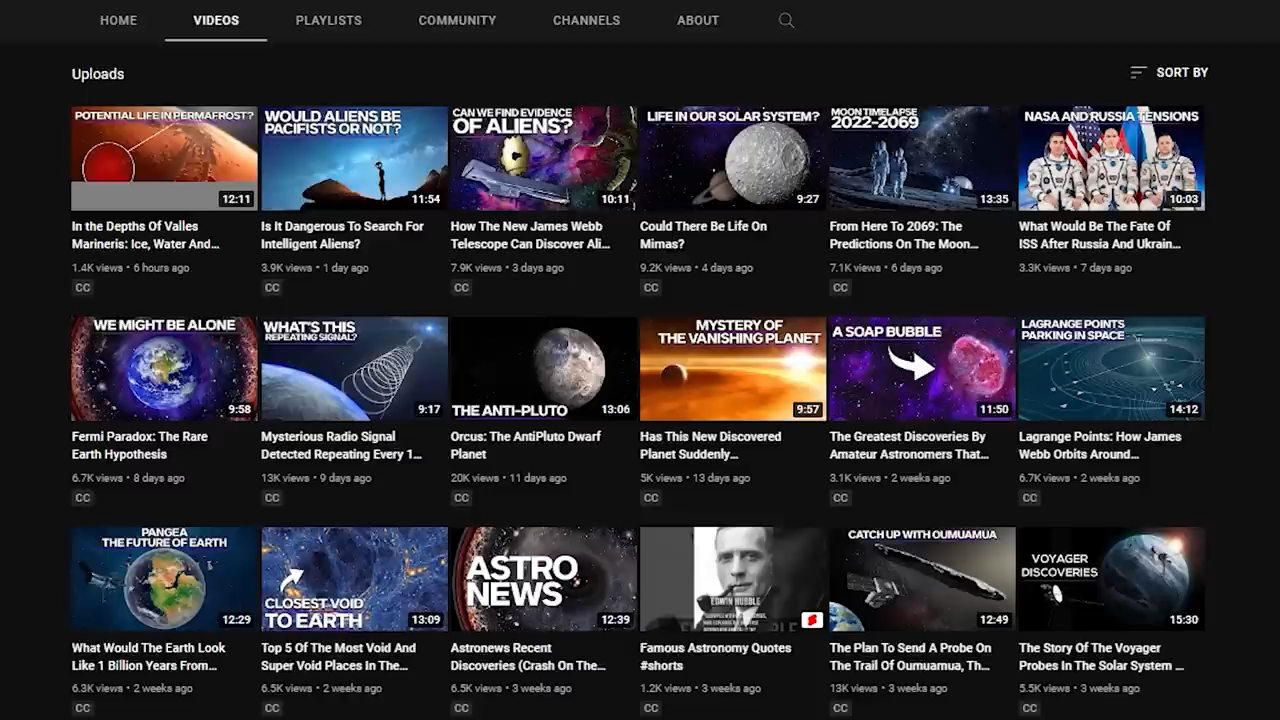 HOME VIDEOS PLAYLISTS COMMUNITY CHANNELS ABOUT
Uploads
SORT BY
POTENTIAL LIFE IN PERMAFROST?
12:11
In the Depths Of Valles
Marineris: Ice, Water And...
1.4K views • 6 hours ago
CC
WOULD ALIENS BE
PACIFISTS OR NOT?
11:54
Is It Dangerous To Search For
Intelligent Aliens?
3.9K views • 1 day ago
CC
CAN WE FIND EVIDENCE
OF ALIENS?
10:11
How The New James Webb
Telescope Can Discover Ali...
7.9K views • 3 days ago
CC
LIFE IN OUR SOLAR SYSTEM?
9:27
Could There Be Life On
Mimas?
9.2K views • 4 days ago
CC
MOON TIMELAPSE
2022-2069
13:35
From Here To 2069: The
Predictions On The Moon...
7.1K views • 6 days ago
CC
NASA AND RUSSIA TENSIONS
10:03
What Would Be The Fate Of
ISS After Russia And Ukrain...
3.3K views • 7 days ago
WE MIGHT BE ALONE
9:58
Fermi Paradox: The Rare
Earth Hypothesis
6.7K views • 8 days ago
CC
WHAT'S THIS
REPEATING SIGNAL?
9:17
Mysterious Radio Signal
Detected Repeating Every 1...
13K views • 9 days ago
CC
THE ANTI-PLUTO
13:06
Orcus: The AntiPluto Dwarf
Planet
20K views • 11 days ago
CC
MYSTERY OF
THE VANISHING PLANET
9:57
Has This New Discovered
Planet Suddenly...
5K views • 13 days ago
CC
A SOAP BUBBLE
11:50
The Greatest Discoveries By
Amateur Astronomers That...
3.1K views • 2 weeks ago
CC
LAGRANGE POINTS
PARKING IN SPACE
14:12
Lagrange Points: How James
Webb Orbits Around...
6.7K views • 2 weeks ago
CC
PANGEA
THE FUTURE OF EARTH
12:29
What Would The Earth Look
Like 1 Billion Years From...
6.3K views • 2 weeks ago
CC
CLOSEST VOID
TO EARTH
13:09
Top 5 Of The Most Void And
Super Void Places In The...
6.5K views • 2 weeks ago
CC
ASTRO
NEWS
12:39
Astronews Recent
Discoveries (Crash On The...
6.5K views • 3 weeks ago
CC
EDWIN HUBBLE
Famous Astronomy Quotes
#shorts
1.2K views • 3 weeks ago
CC
CATCH UP WITH OUMUAMUA
12:49
The Plan To Send A Probe On
The Trail Of Oumuamua, Th...
13K views • 3 weeks ago
CC
VOYAGER
DISCOVERIES
15:30
The Story Of The Voyager
Probes In The Solar System ...
5.5K views • 3 weeks ago
CC